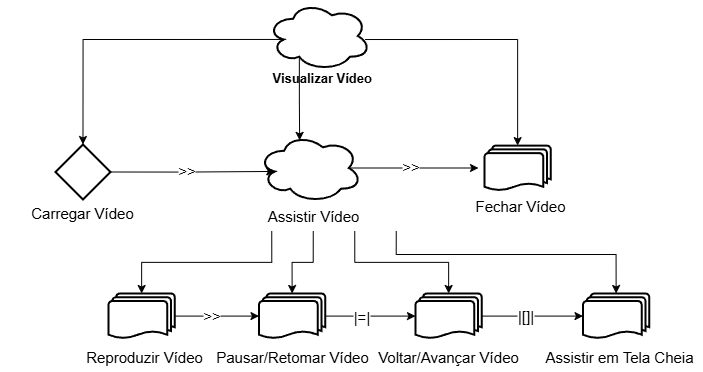 Visualizar Vídeo
>>
>>
Carregar Vídeo
Assistir Vídeo
Fechar Vídeo
>>
|=|
|[]|
Reproduzir Vídeo
Pausar/Retomar Vídeo
Voltar/Avançar Vídeo
Assistir em Tela Cheia